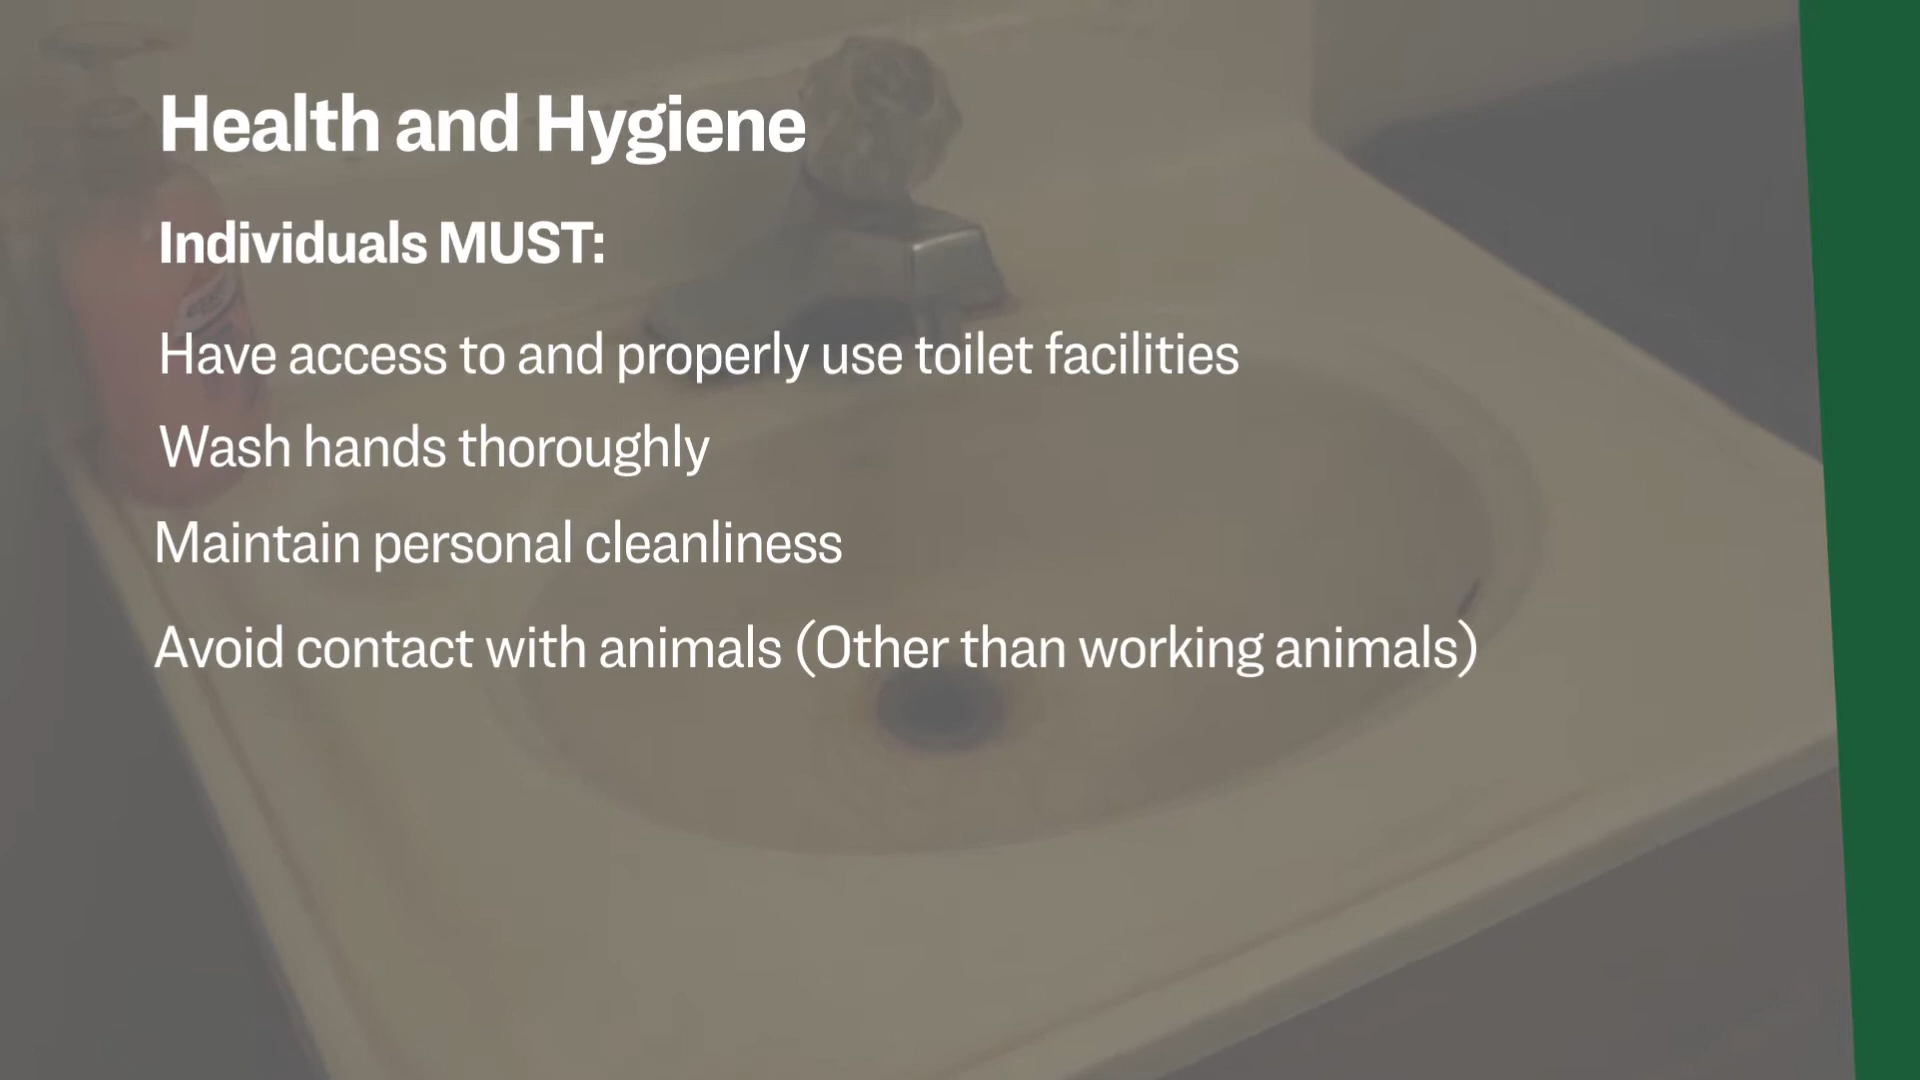 Health and Hygiene
Individuals MUST:
Have access to and properly use toilet facilities
Wash hands thoroughly
Maintain personal cleanliness
Avoid contact with animals (Other than working animals)